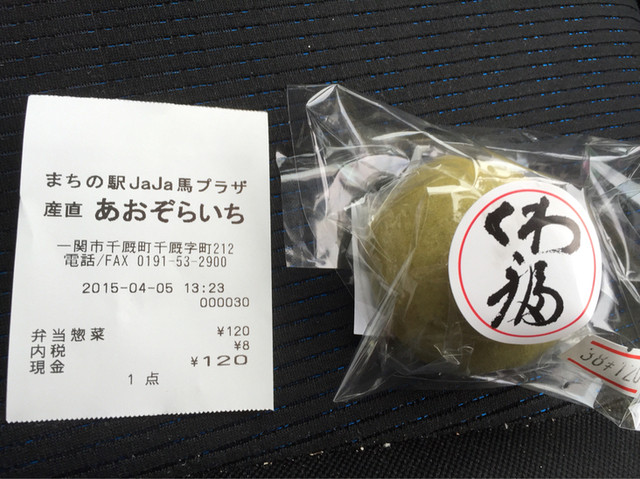 まちの駅JaJa馬プラザ
産直 あおぞらいち
一関市千厩町千厩字町212
電話/FAX 0191-53-2900
2015-04-05 13:23
000030
弁当惣菜 ¥120
内税 ¥8
現金 ¥120
1 点
くわ
福